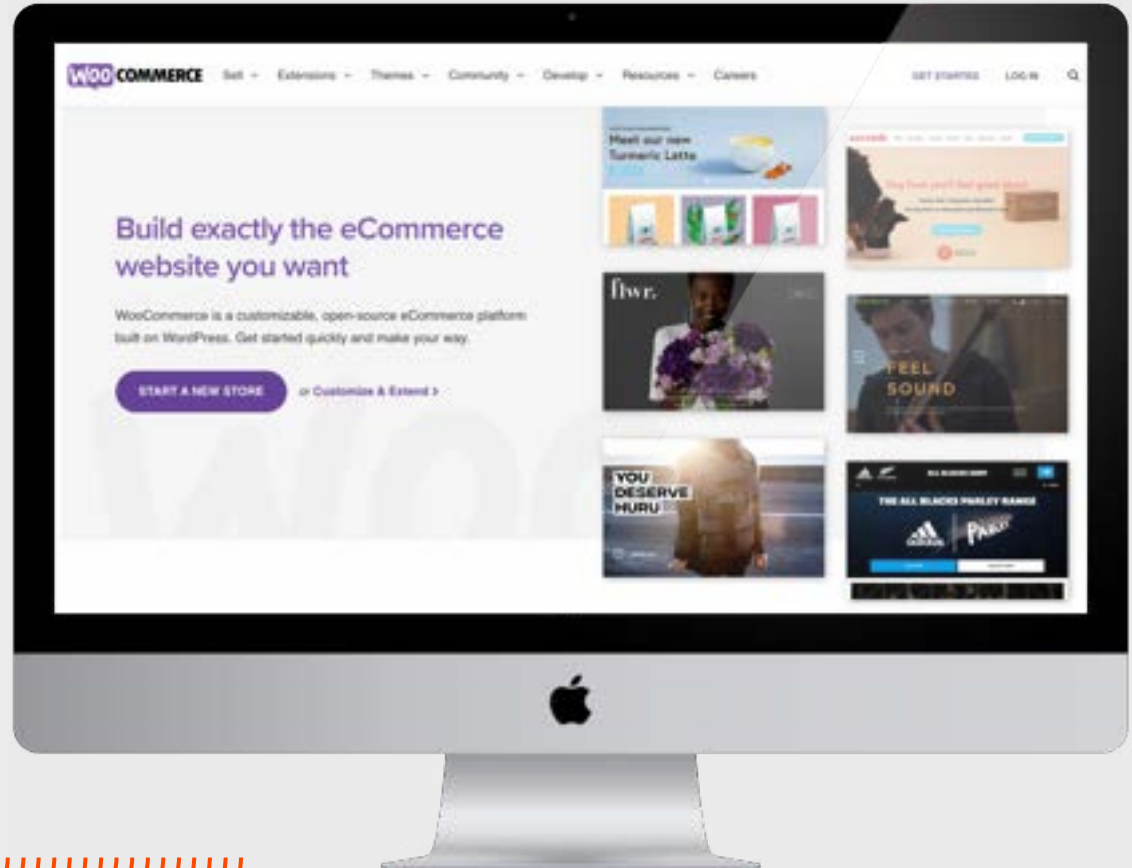 WOO COMMERCE Sell Extensions Themes Community Develop Resources Careers GET STARTED LOG IN
Build exactly the eCommerce
website you want
WooCommerce is a customizable, open-source eCommerce platform
built on WordPress. Get started quickly and make your way.
START A NEW STORE or Customize & Extend >
Woo
Meet our new
Turmeric Latte
flwr.
FEEL
SOUND
YOU
DESERVE
HURU
THE ALL BLACKS PARLEY RANGE
adidas
PARLEY